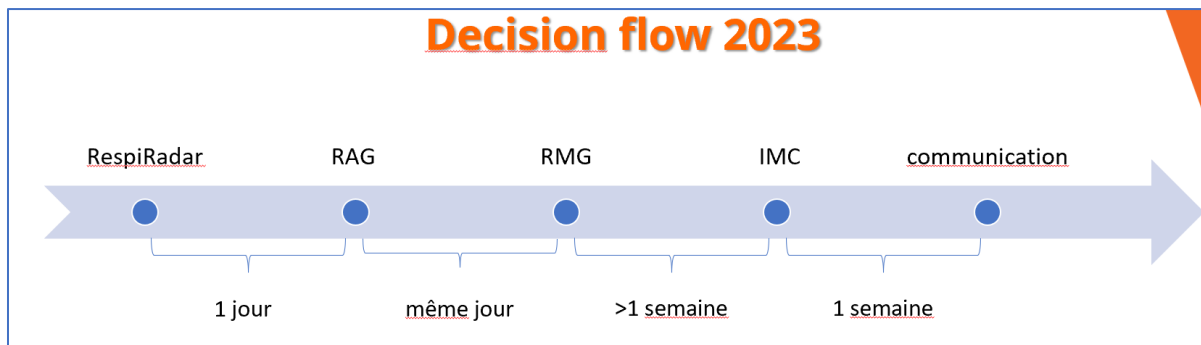 Decision flow 2023
RespiRadar RAG RMG IMC communication
1 jour même jour >1 semaine 1 semaine